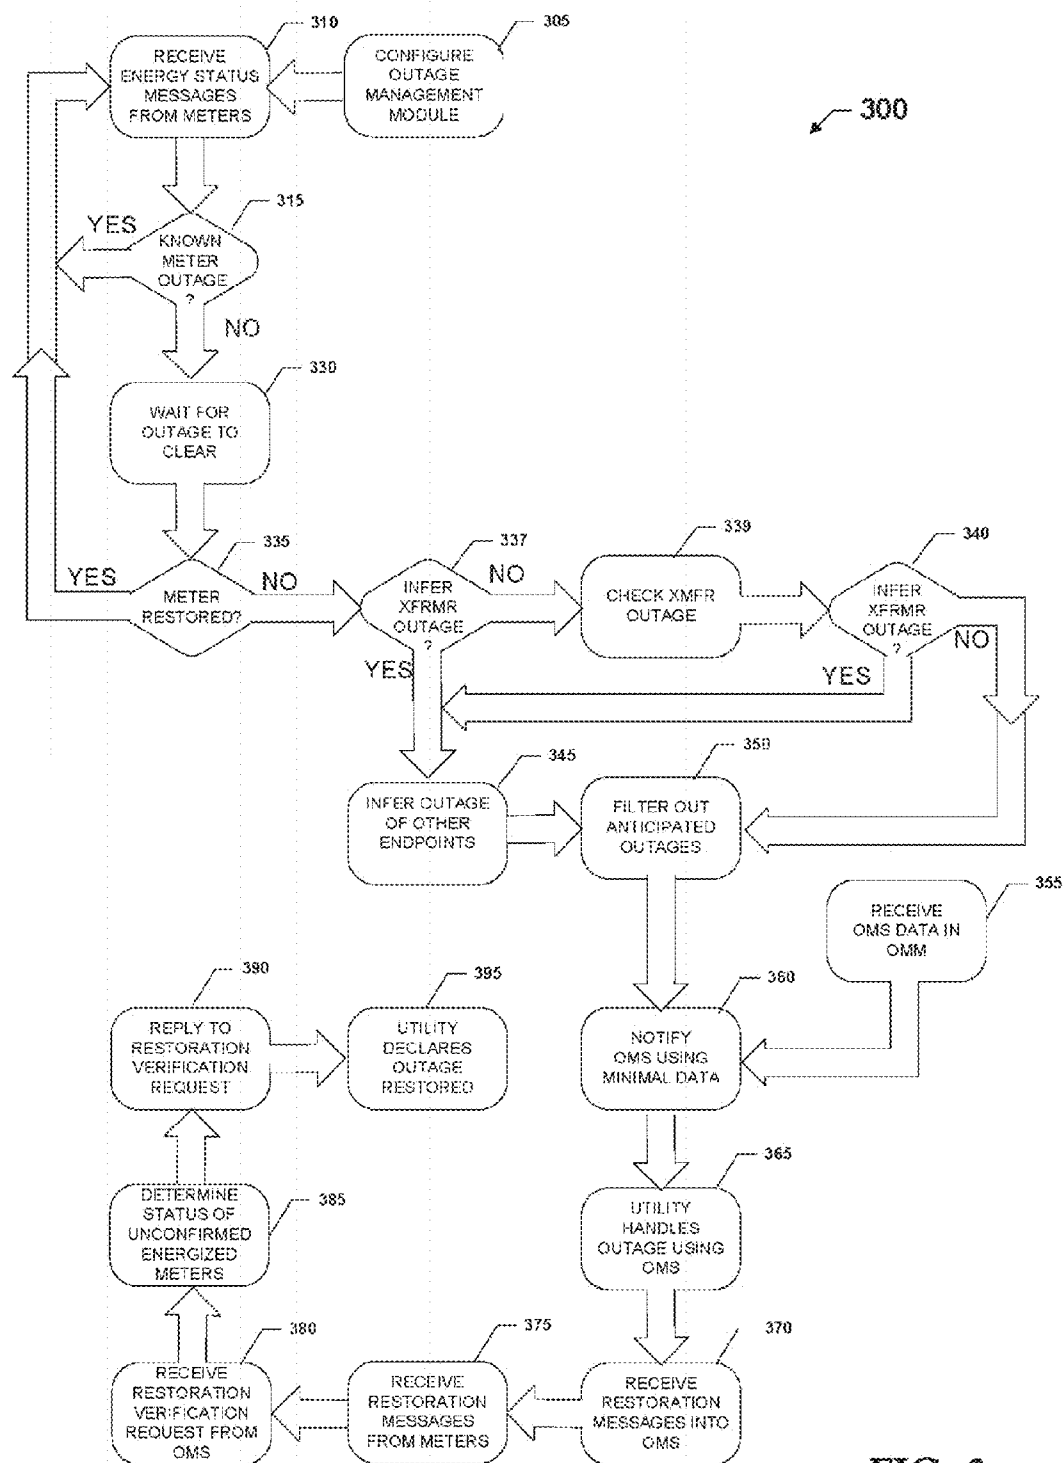 310
305
RECEIVE
ENERGY STATUS
MESSAGES
FROM METERS
CONFIGURE
OUTAGE
MANAGEMENT
MODULE
300
315
YES
KNOWN
METER
OUTAGE
?
NO
330
WAIT FOR
OUTAGE TO
CLEAR
335
337
339
340
YES
METER
RESTORED?
NO
INFER
XFRMR
OUTAGE
?
NO
CHECK XMFR
OUTAGE
INFER
XFRMR
OUTAGE
?
NO
YES
YES
345
350
INFER OUTAGE
OF OTHER
ENDPOINTS
FILTER OUT
ANTICIPATED
OUTAGES
355
RECEIVE
OMS DATA IN
OMM
390
395
360
REPLY TO
RESTORATION
VERIFICATION
REQUEST
UTILITY
DECLARES
OUTAGE
RESTORED
NOTIFY
OMS USING
MINIMAL DATA
385
365
DETERMINE
STATUS OF
UNCONFIRMED
ENERGIZED
METERS
UTILITY
HANDLES
OUTAGE USING
OMS
380
375
370
RECEIVE
RESTORATION
VERIFICATION
REQUEST FROM
OMS
RECEIVE
RESTORATION
MESSAGES
FROM METERS
RECEIVE
RESTORATION
MESSAGES INTO
OMS